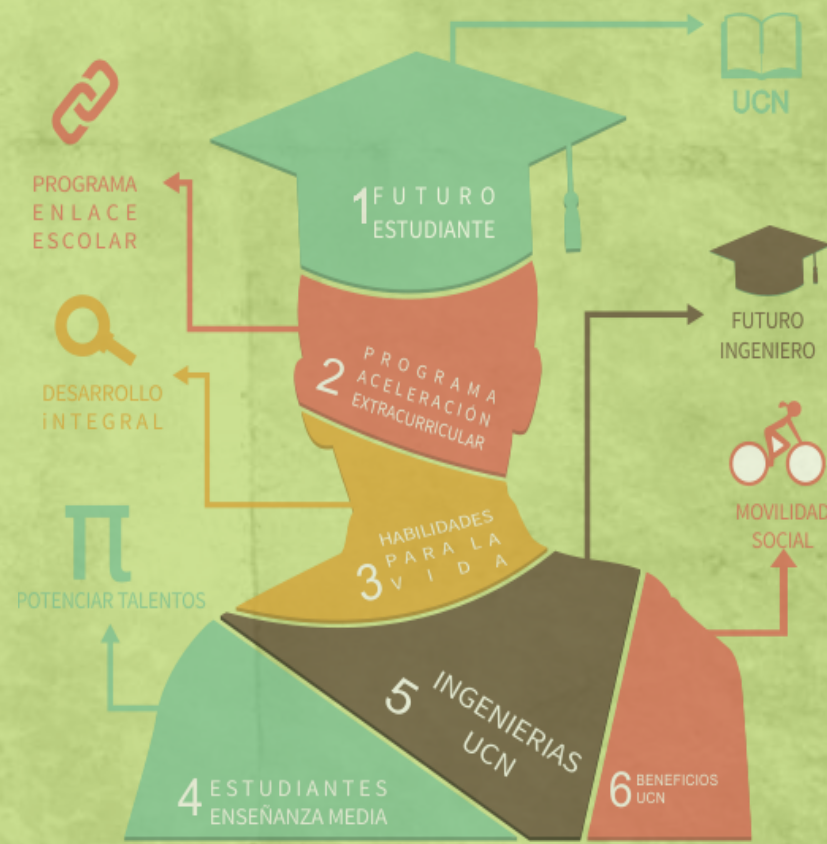 UCN
PROGRAMA
ENLACE
ESCOLAR
1 FUTURO
ESTUDIANTE
FUTURO
INGENIERO
DESARROLLO
iNTEGRAL
2 PROGRAMA
ACELERACIÓN
EXTRACURRICULAR
MOVILIDAD
SOCIAL
3 HABILIDADES
PARA LA
VIDA
POTENCIAR TALENTOS
5 INGENIERIAS
UCN
4 ESTUDIANTES
ENSEÑANZA MEDIA
6 BENEFICIOS
UCN